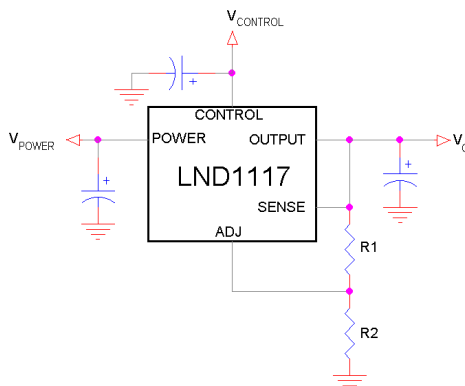 VCONTROL
+
CONTROL
VPOWER
POWER
OUTPUT
V
+
LND1117
+
SENSE
ADJ
R1
R2